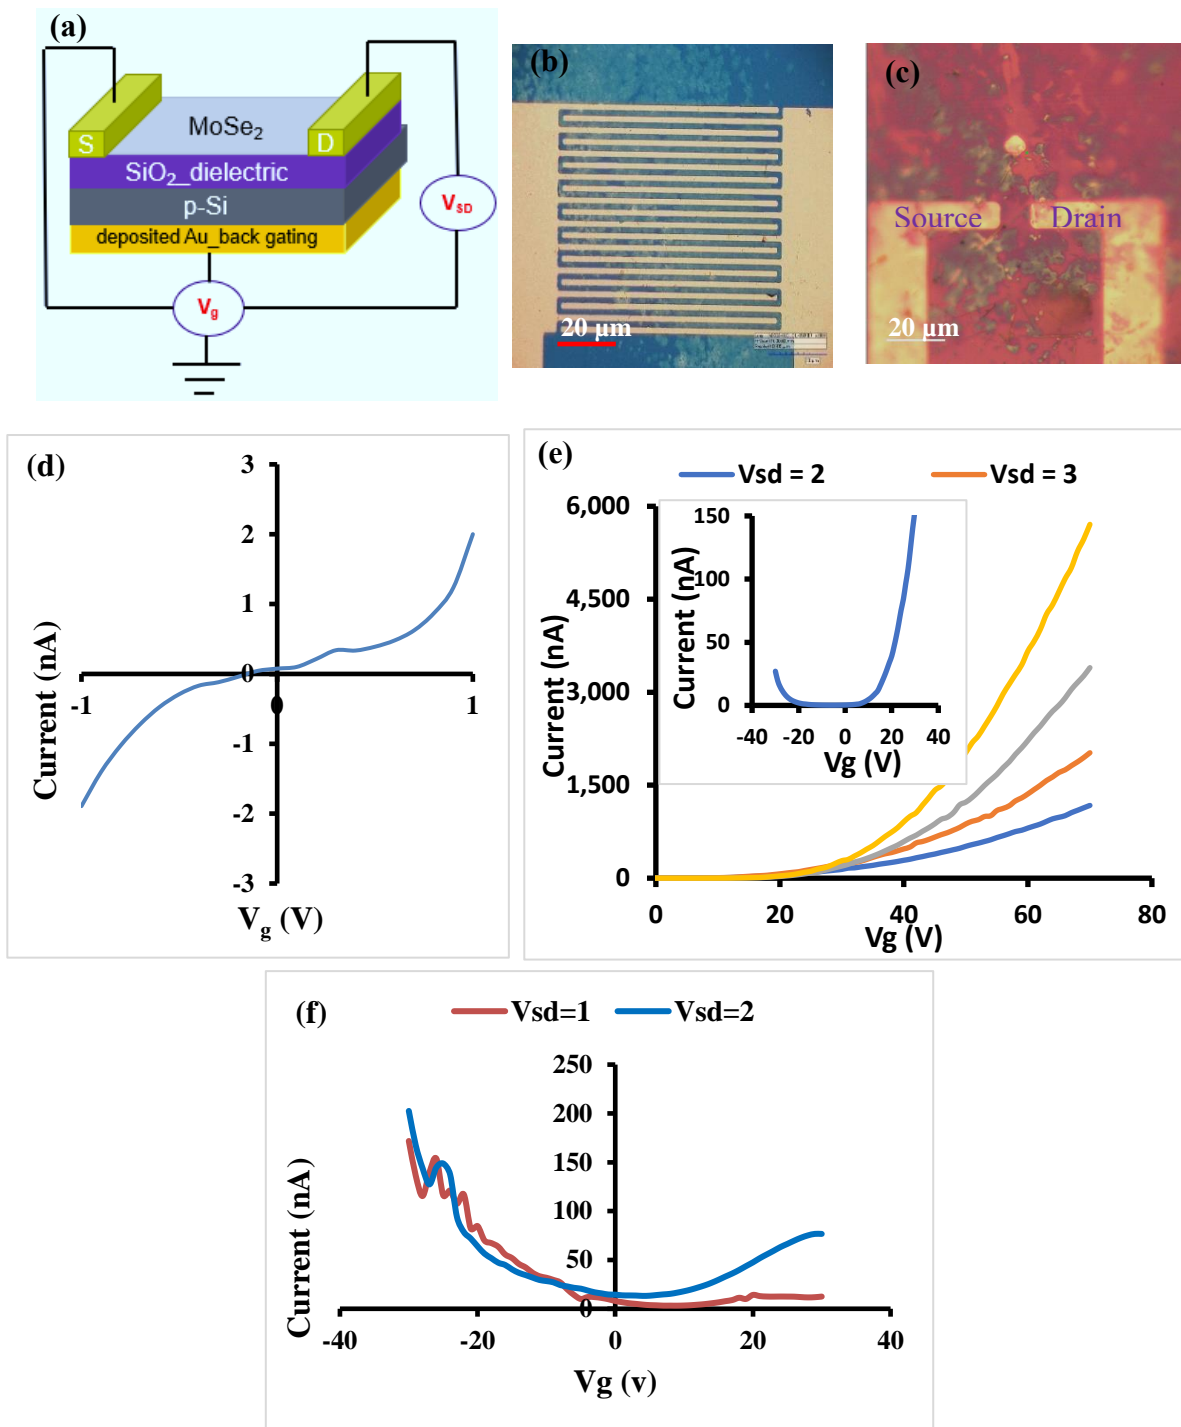 (a)
MoSe2
S
D
SiO2_dielectric
p-Si
deposited Au_back gating
VSD
Vg
(b)
20 µm
(c)
Source
Drain
20 µm
(d)
3
2
1
0
-1
-2
-3
-1
0
1
Current (nA)
Vg (V)
(e)
Vsd = 2
Vsd = 3
6,000
4,500
3,000
1,500
0
0
20
40
60
80
Current (nA)
Vg (V)
150
100
50
0
-40
-20
0
20
40
Current (nA)
Vg (V)
(f)
Vsd=1
Vsd=2
250
200
150
100
50
0
-40
-20
0
20
40
Current (nA)
Vg (v)